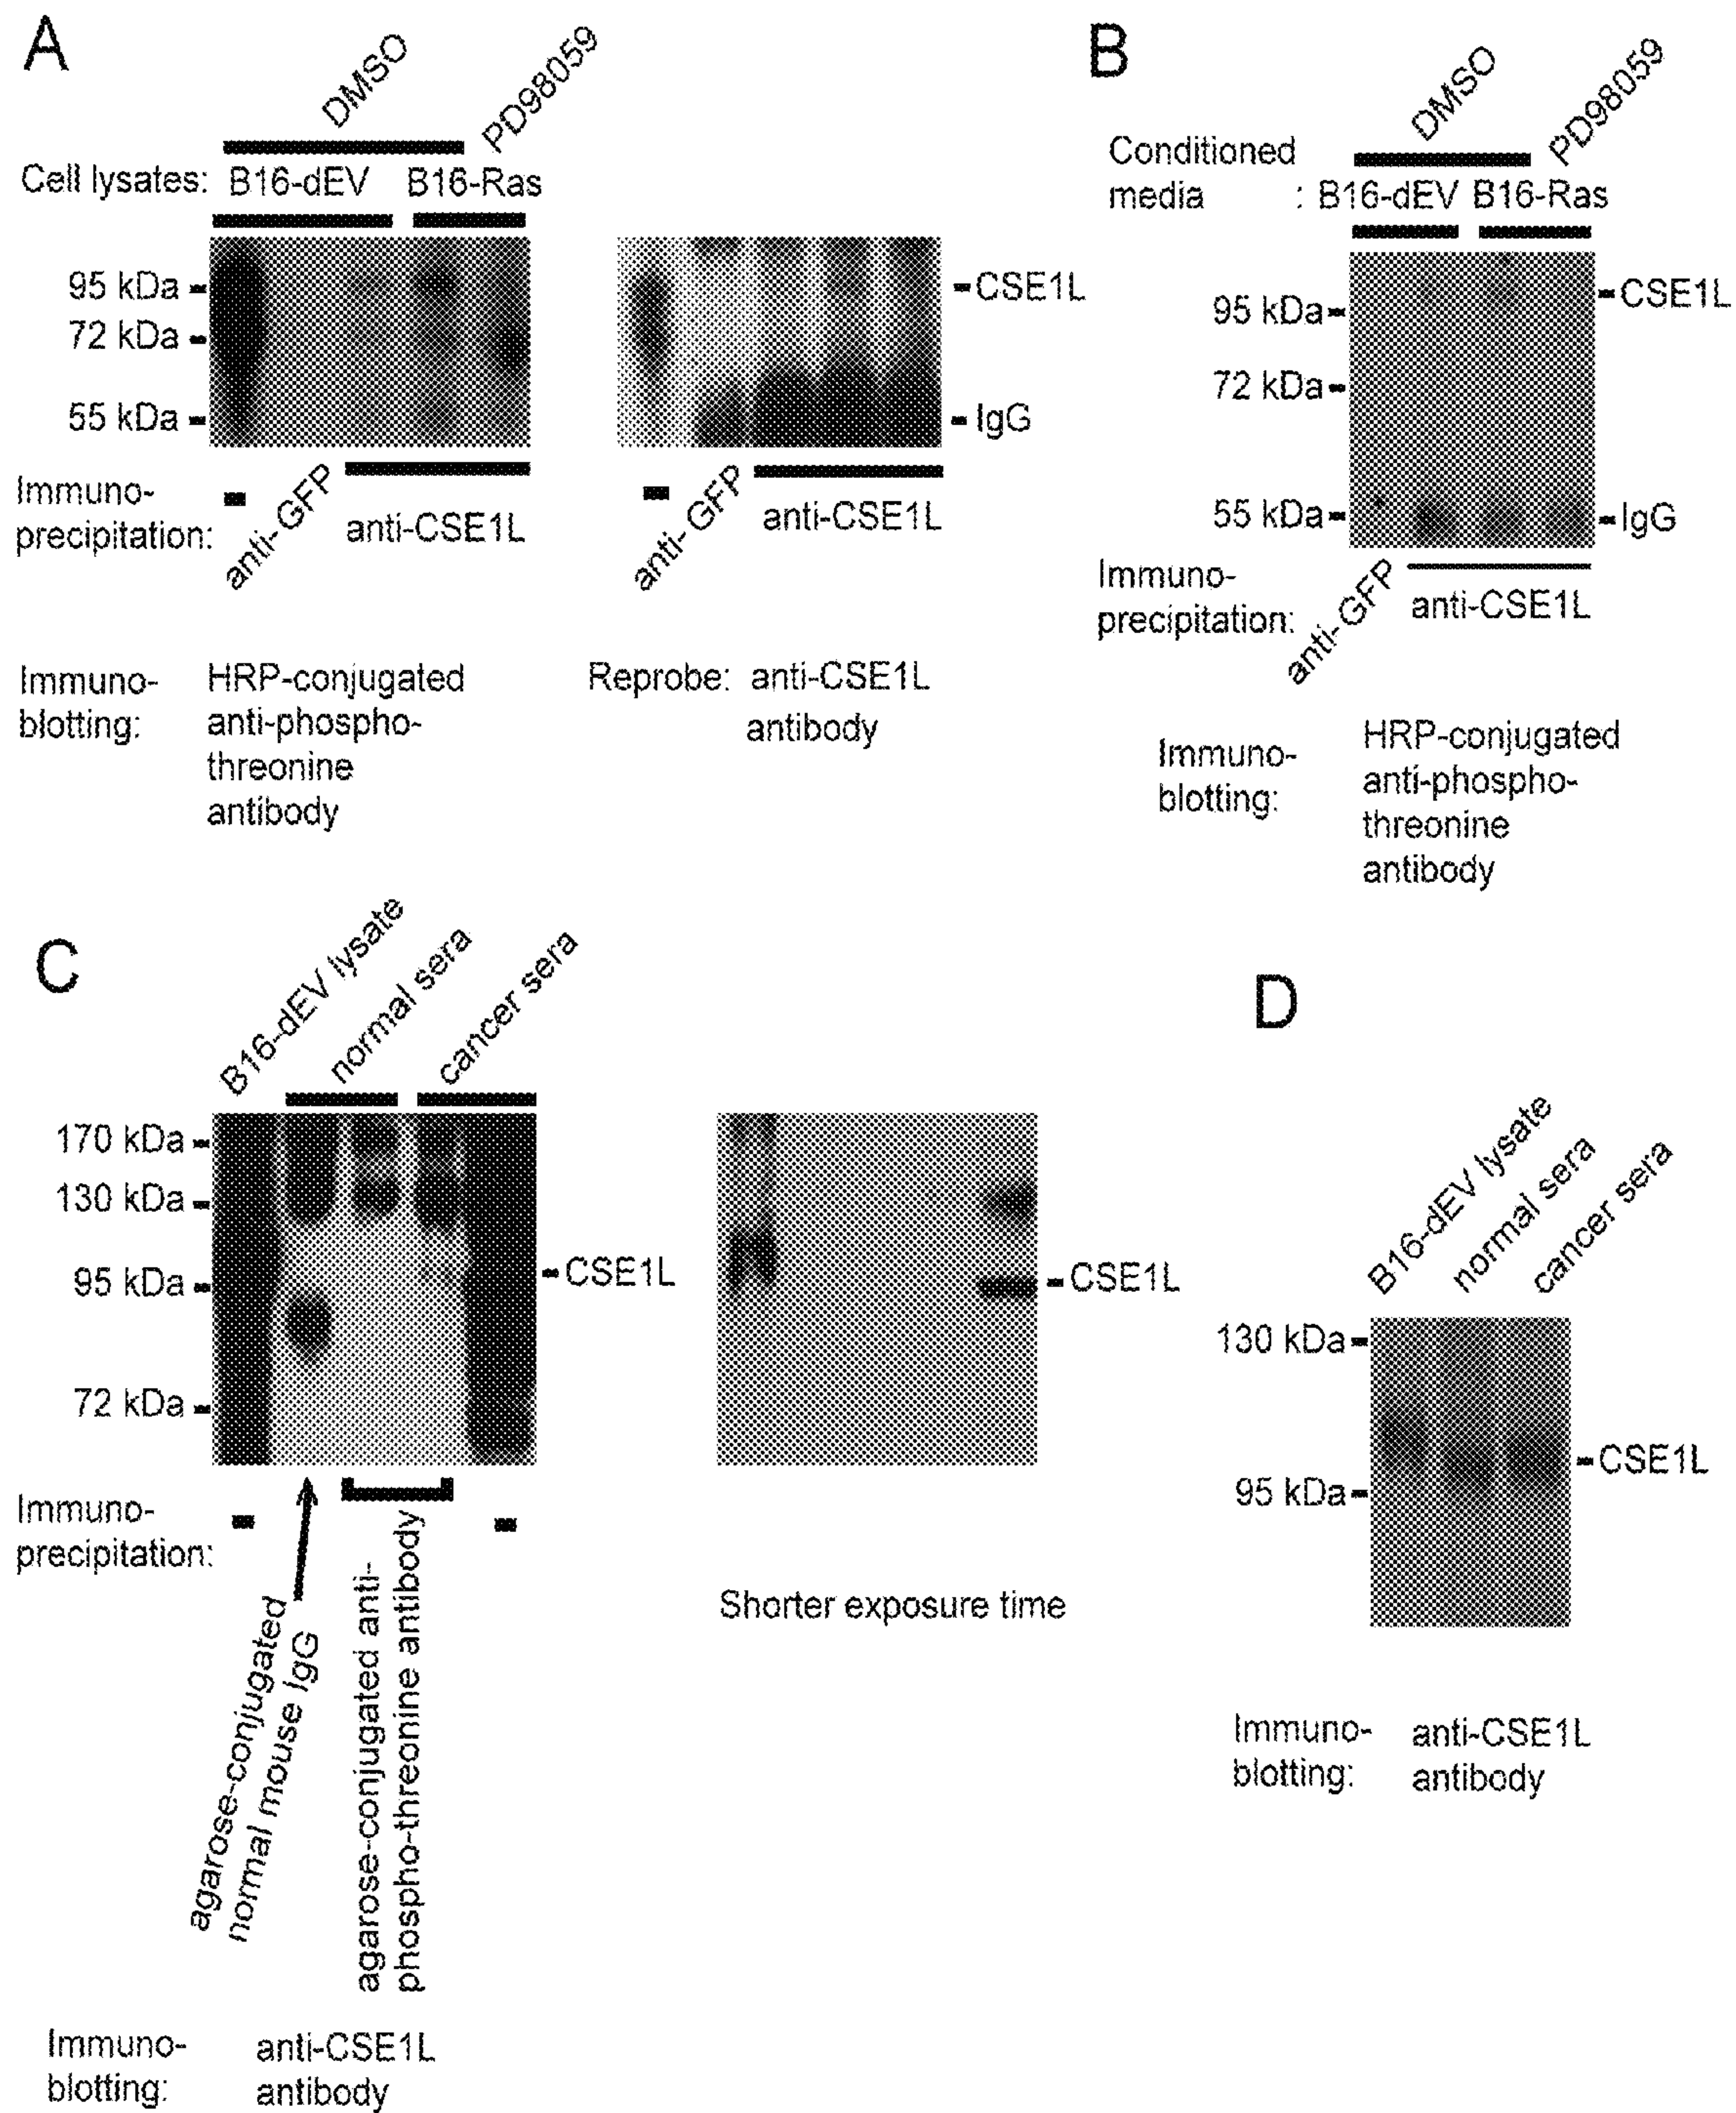 A
DMSO
PD98059
Cell lysates: B16-dEV B16-Ras
95 kDa
72 kDa
55 kDa
CSE1L
IgG
Immuno-
precipitation:
-
anti-GFP
anti-CSE1L
-
anti-GFP
anti-CSE1L
Immuno-
blotting:
HRP-conjugated
anti-phospho-
threonine
antibody
Reprobe: anti-CSE1L
antibody
B
DMSO
PD98059
Conditioned
media : B16-dEV B16-Ras
95 kDa
72 kDa
55 kDa
CSE1L
IgG
Immuno-
precipitation:
anti-GFP
anti-CSE1L
Immuno-
blotting:
HRP-conjugated
anti-phospho-
threonine
antibody
C
B16-dEV lysate
normal sera
cancer sera
170 kDa
130 kDa
95 kDa
72 kDa
CSE1L
CSE1L
Immuno-
precipitation:
-
agarose-conjugated
normal mouse IgG
agarose-conjugated anti-
phospho-threonine antibody
-
Shorter exposure time
Immuno-
blotting:
anti-CSE1L
antibody
D
B16-dEV lysate
normal sera
cancer sera
130 kDa
95 kDa
CSE1L
Immuno-
blotting:
anti-CSE1L
antibody